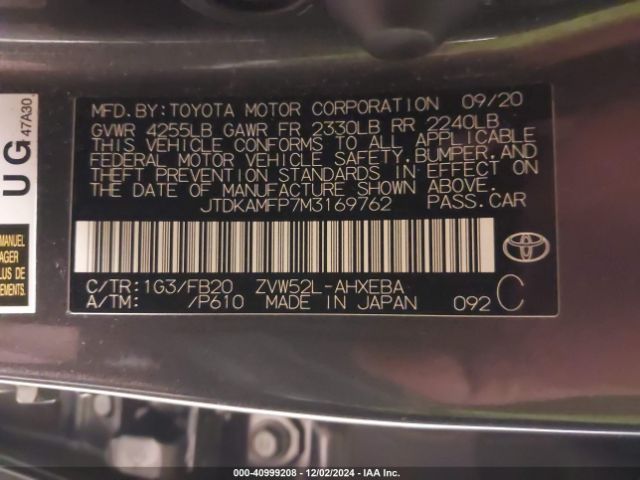 MFD.BY:TOYOTA MOTOR CORPORATION 09/20
GVWR 4255LB GAWR FR 2330LB RR 2240LB
THIS VEHICLE CONFORMS TO ALL APPLICABLE
FEDERAL MOTOR VEHICLE SAFETY, BUMPER, AND
THEFT PREVENTION STANDARDS IN EFFECT ON
THE DATE OF MANUFACTURE SHOWN ABOVE.
JTDKAMFP7M3169762 PASS.CAR
C/TR:1G3/FB20 ZVW52L-AHXEBA
A/TM: /P610 MADE IN JAPAN 092 C
UG
47A30
MANUEL
AGER
ZVEMENTS.
000-40999208 - 12/02/2024 - IAA Inc.